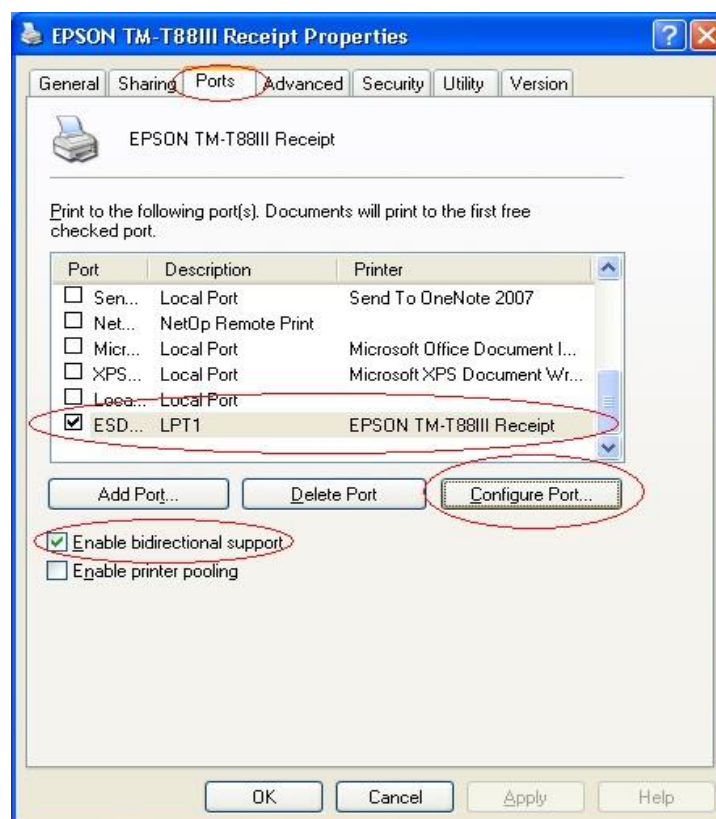 EPSON TM-T88III Receipt Properties
General Sharing Ports Advanced Security Utility Version
EPSON TM-T88III Receipt
Print to the following port(s). Documents will print to the first free
checked port.
Port Description Printer
Sen... Local Port Send To OneNote 2007
Net... NetOp Remote Print
Micr... Local Port Microsoft Office Document I...
XPS... Local Port Microsoft XPS Document Wr...
Loca... Local Port
ESD... LPT1 EPSON TM-T88III Receipt
Add Port... Delete Port Configure Port...
Enable bidirectional support
Enable printer pooling
OK Cancel Apply Help